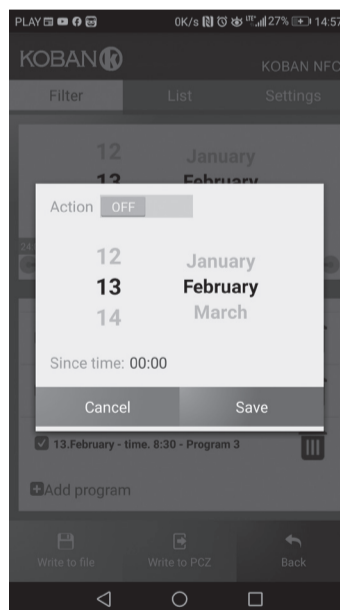 PLAY 0K/s LTE 27% 14:57
KOBAN K
KOBAN NFC
Filter List Settings
12 January
13 February
Action OFF
12 January
13 February
14 March
Since time: 00:00
Cancel Save
13.February - time. 8:30 - Program 3
Add program
Write to file Write to PCZ Back